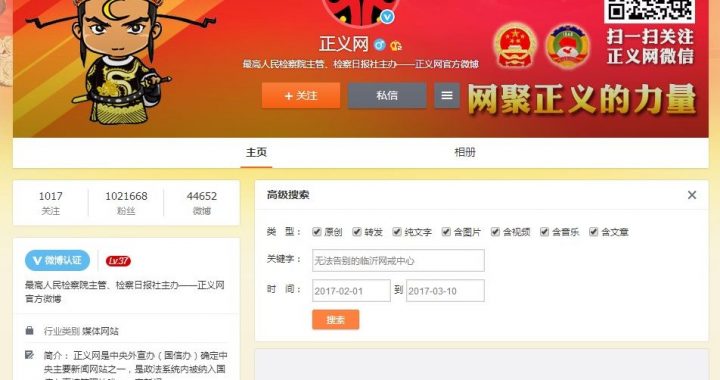 正义网
最高人民检察院主管、检察日报社主办——正义网官方微博
+ 关注
私信
扫一扫关注
正义网微信
网聚正义的力量
主页
相册
1017
关注
1021668
粉丝
44652
微博
微博认证
Lv.37
最高人民检察院主管、检察日报社主办——正义网
官方微博
行业类别 媒体网站
简介： 正义网是中央外宣办（国信办）确定中
央主要新闻网站之一，是政法系统内被纳入国
高级搜索
类 型： 原创 转发 纯文字 含图片 含视频 含音乐 含文章
关键字： 无法告别的临沂网戒中心
时 间： 2017-02-01 到 2017-03-10
搜索